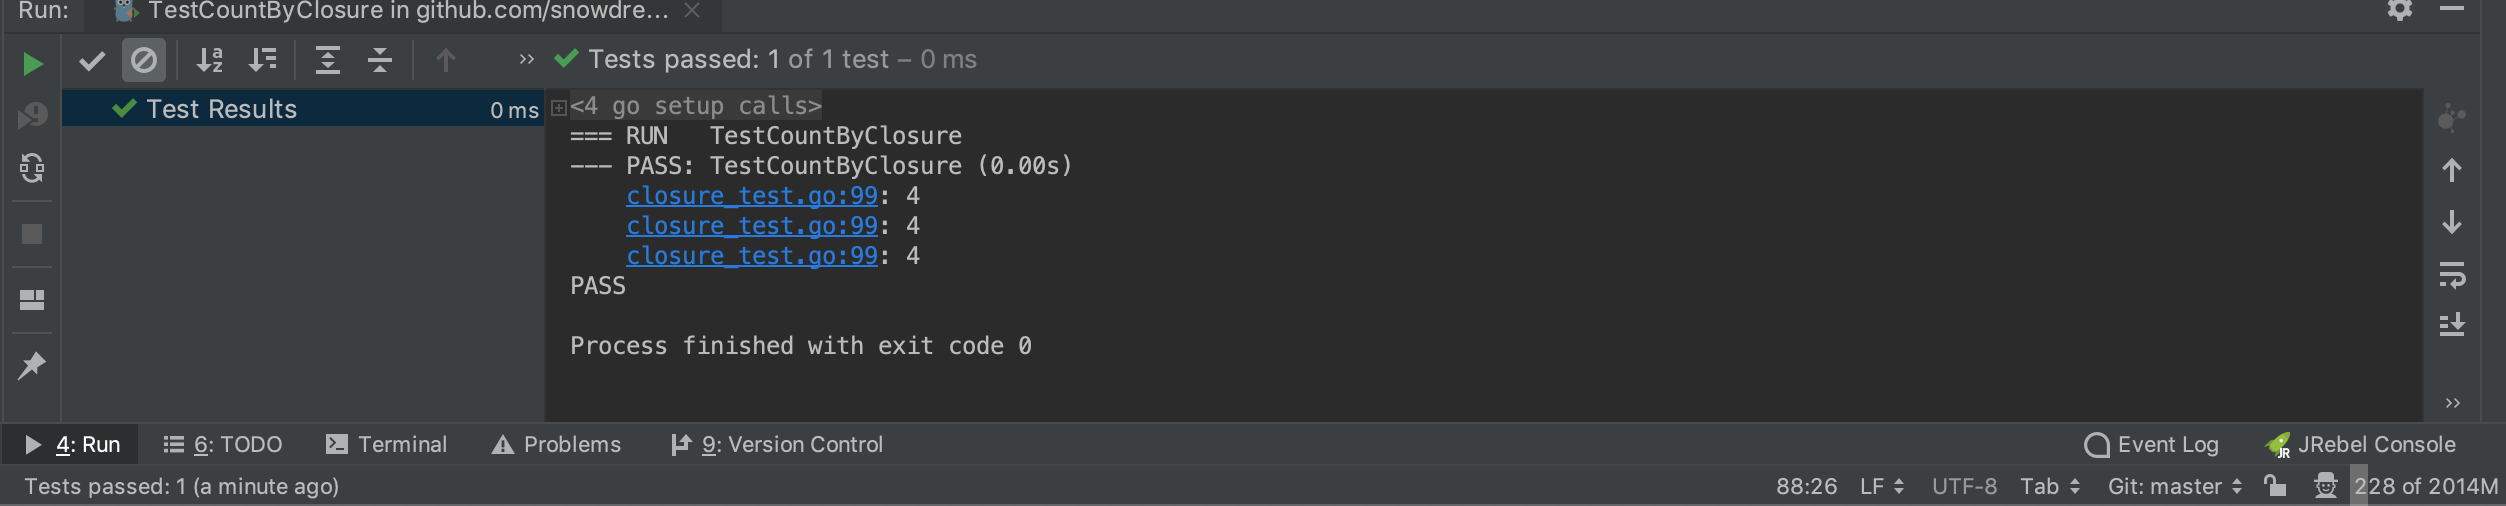 Run: TestCountByClosure in github.com/snowdre...
Tests passed: 1 of 1 test – 0 ms
Test Results 0 ms
<4 go setup calls>
=== RUN   TestCountByClosure
--- PASS: TestCountByClosure (0.00s)
closure_test.go:99: 4
closure_test.go:99: 4
closure_test.go:99: 4
PASS
Process finished with exit code 0
4: Run 6: TODO Terminal Problems 9: Version Control Event Log JRebel Console
Tests passed: 1 (a minute ago) 88:26 LF UTF-8 Tab Git: master 228 of 2014M